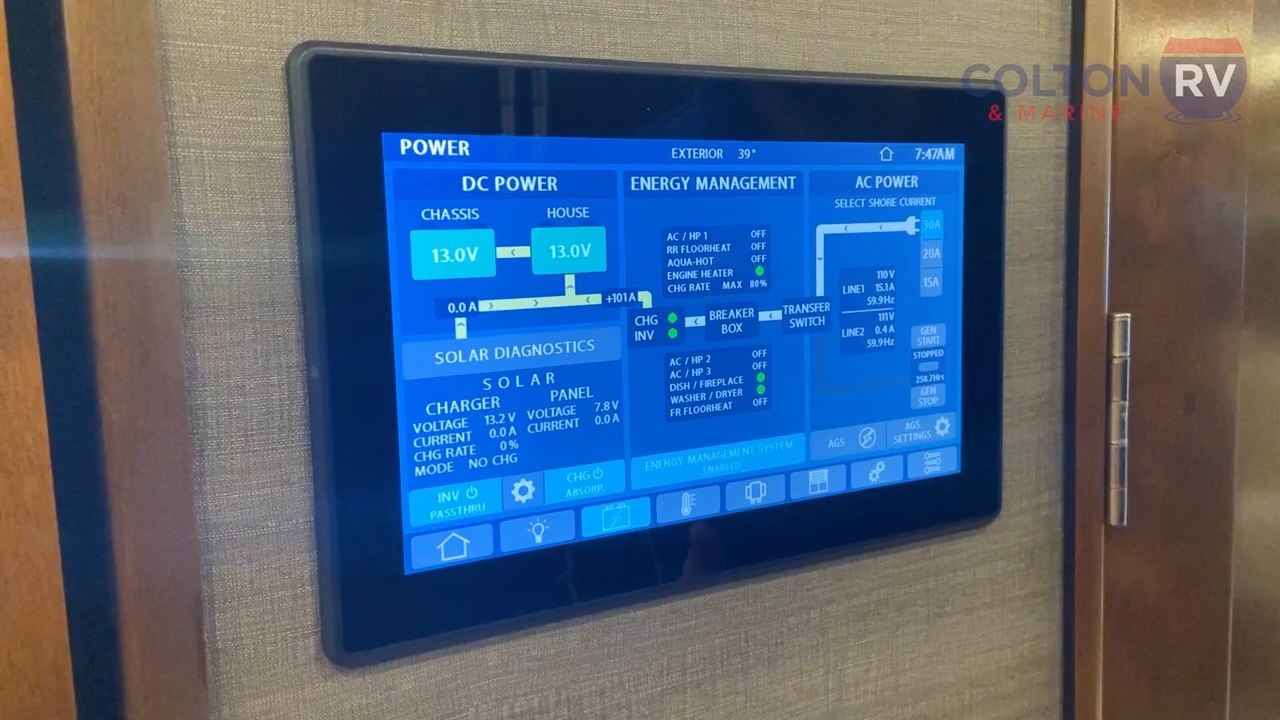 COLTON RV
& MARINE
POWER
EXTERIOR 39°
7:47AM
DC POWER
CHASSIS
HOUSE
13.0V
13.0V
0.0 A
+101A
SOLAR DIAGNOSTICS
SOLAR
CHARGER
VOLTAGE 13.2 V
CURRENT 0.0 A
CHG RATE 0 %
MODE NO CHG
PANEL
VOLTAGE 7.8 V
CURRENT 0.0 A
INV
PASSTHRU
CHG
ABSORP.
ENERGY MANAGEMENT
AC / HP 1 OFF
RR FLOORHEAT OFF
AQUA-HOT OFF
ENGINE HEATER
CHG RATE MAX 80%
CHG
INV
BREAKER
BOX
TRANSFER
SWITCH
AC / HP 2 OFF
AC / HP 3 OFF
DISH / FIREPLACE
WASHER / DRYER
FR FLOORHEAT OFF
ENERGY MANAGEMENT SYSTEM
ENABLED
AC POWER
SELECT SHORE CURRENT
30A
20A
15A
110 V
LINE1 15.1 A
59.9Hz
111V
LINE2 0.4 A
59.9Hz
GEN
START
STOPPED
258.7Hrs
GEN
STOP
AGS
AGS
SETTINGS